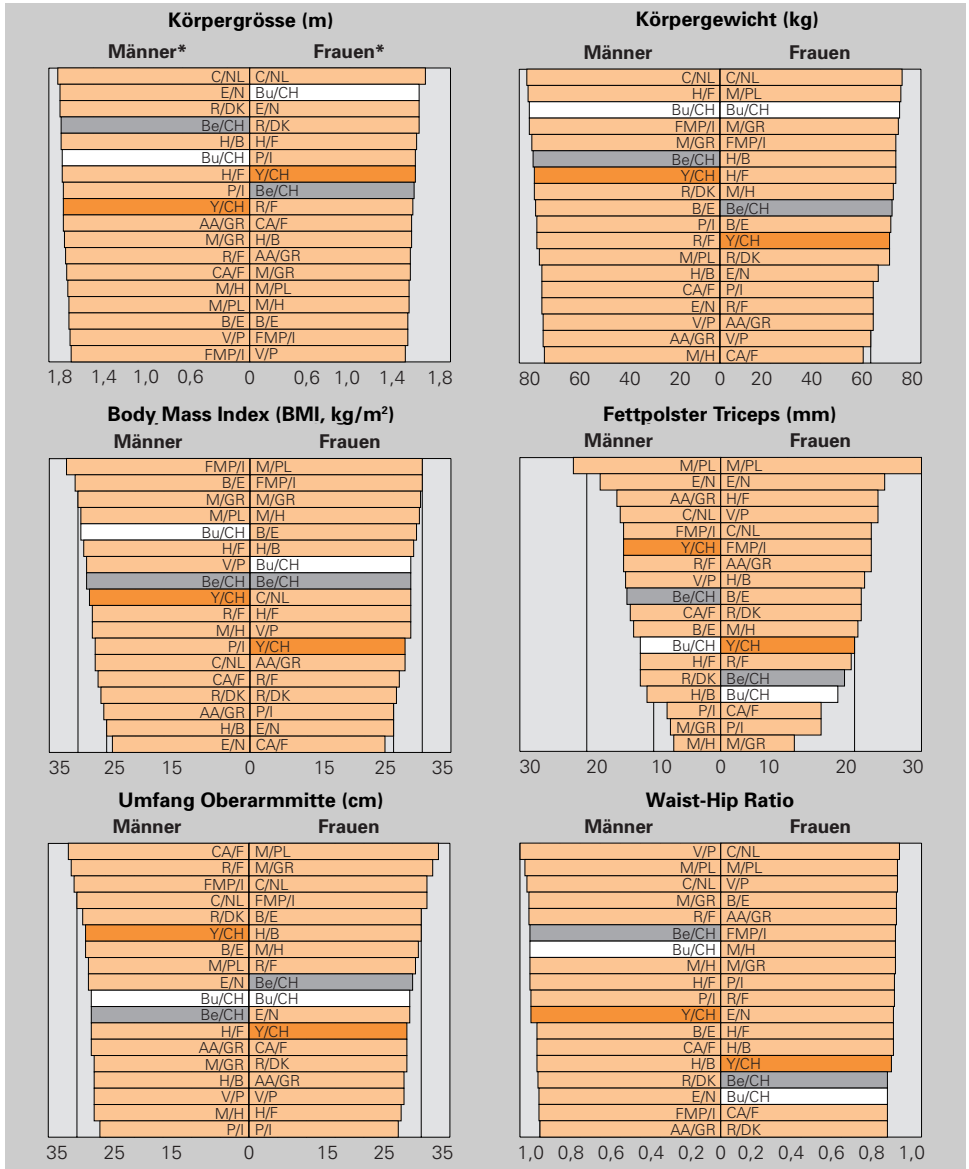 Körpergrösse (m)
Männer* Frauen*
C/NL C/NL
E/N Bu/CH
R/DK E/N
Be/CH R/DK
H/B H/F
Bu/CH P/I
H/F Y/CH
P/I Be/CH
Y/CH R/F
AA/GR CA/F
M/GR H/B
R/F AA/GR
CA/F M/GR
M/H M/PL
M/PL M/H
B/E B/E
V/P FMP/I
FMP/I V/P
1,8 1,4 1,0 0,6 0 0,6 1,0 1,4 1,8
Körpergewicht (kg)
Männer Frauen
C/NL C/NL
H/F M/PL
Bu/CH Bu/CH
FMP/I M/GR
M/GR FMP/I
Be/CH H/B
Y/CH H/F
R/DK M/H
B/E Be/CH
P/I B/E
R/F Y/CH
M/PL R/DK
H/B E/N
CA/F P/I
E/N R/F
V/P AA/GR
AA/GR V/P
M/H CA/F
80 60 40 20 0 20 40 60 80
Body Mass Index (BMI, kg/m²)
Männer Frauen
FMP/I M/PL
B/E FMP/I
M/GR M/GR
M/PL M/H
Bu/CH B/E
H/F H/B
V/P Bu/CH
Be/CH Be/CH
Y/CH C/NL
R/F H/F
M/H V/P
P/I Y/CH
C/NL AA/GR
CA/F R/F
R/DK R/DK
AA/GR P/I
H/B E/N
E/N CA/F
35 25 15 0 15 25 35
Fettpolster Triceps (mm)
Männer Frauen
M/PL M/PL
E/N E/N
AA/GR H/F
C/NL V/P
FMP/I C/NL
Y/CH FMP/I
R/F AA/GR
V/P H/B
Be/CH B/E
CA/F R/DK
B/E M/H
Bu/CH Y/CH
H/F R/F
R/DK Be/CH
H/B Bu/CH
P/I CA/F
M/GR P/I
M/H M/GR
30 20 10 0 10 20 30
Umfang Oberarmmitte (cm)
Männer Frauen
CA/F M/PL
R/F M/GR
FMP/I C/NL
C/NL FMP/I
R/DK B/E
Y/CH H/B
B/E M/H
M/PL R/F
E/N Be/CH
Bu/CH Bu/CH
Be/CH E/N
H/F Y/CH
AA/GR CA/F
M/GR R/DK
H/B AA/GR
V/P V/P
M/H H/F
P/I P/I
35 25 15 0 15 25 35
Waist-Hip Ratio
Männer Frauen
V/P C/NL
M/PL M/PL
C/NL V/P
M/GR B/E
R/F AA/GR
Be/CH FMP/I
Bu/CH M/H
M/H M/GR
H/F P/I
P/I R/F
Y/CH E/N
B/E H/F
CA/F H/B
H/B Y/CH
R/DK Be/CH
E/N Bu/CH
FMP/I CA/F
AA/GR R/DK
1,0 0,8 0,6 0,4 0,2 0 0,2 0,4 0,6 0,8 1,0